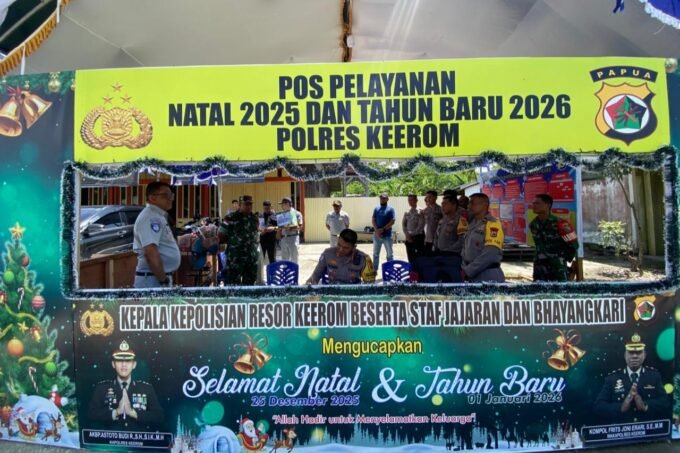 POS PELAYANAN
NATAL 2025 DAN TAHUN BARU 2026
POLRES KEEROM
PAPUA
KEPALA KEPOLISIAN RESOR KEEROM BESERTA STAF JAJARAN DAN BHAYANGKARI
Mengucapkan
Selamat Natal & Tahun Baru
25 Desember 2025
01 Januari 2026
"Allah Hadir untuk Menyelamatkan Keluarga"
AKBP.ASTOTO BUDI R,.S.H,.S.I.K,.M.H
KAPOLRES KEEROM
KOMPOL FRITS JONI ERARI, S.E.,M.M
WAKAPOLRES KEEROM